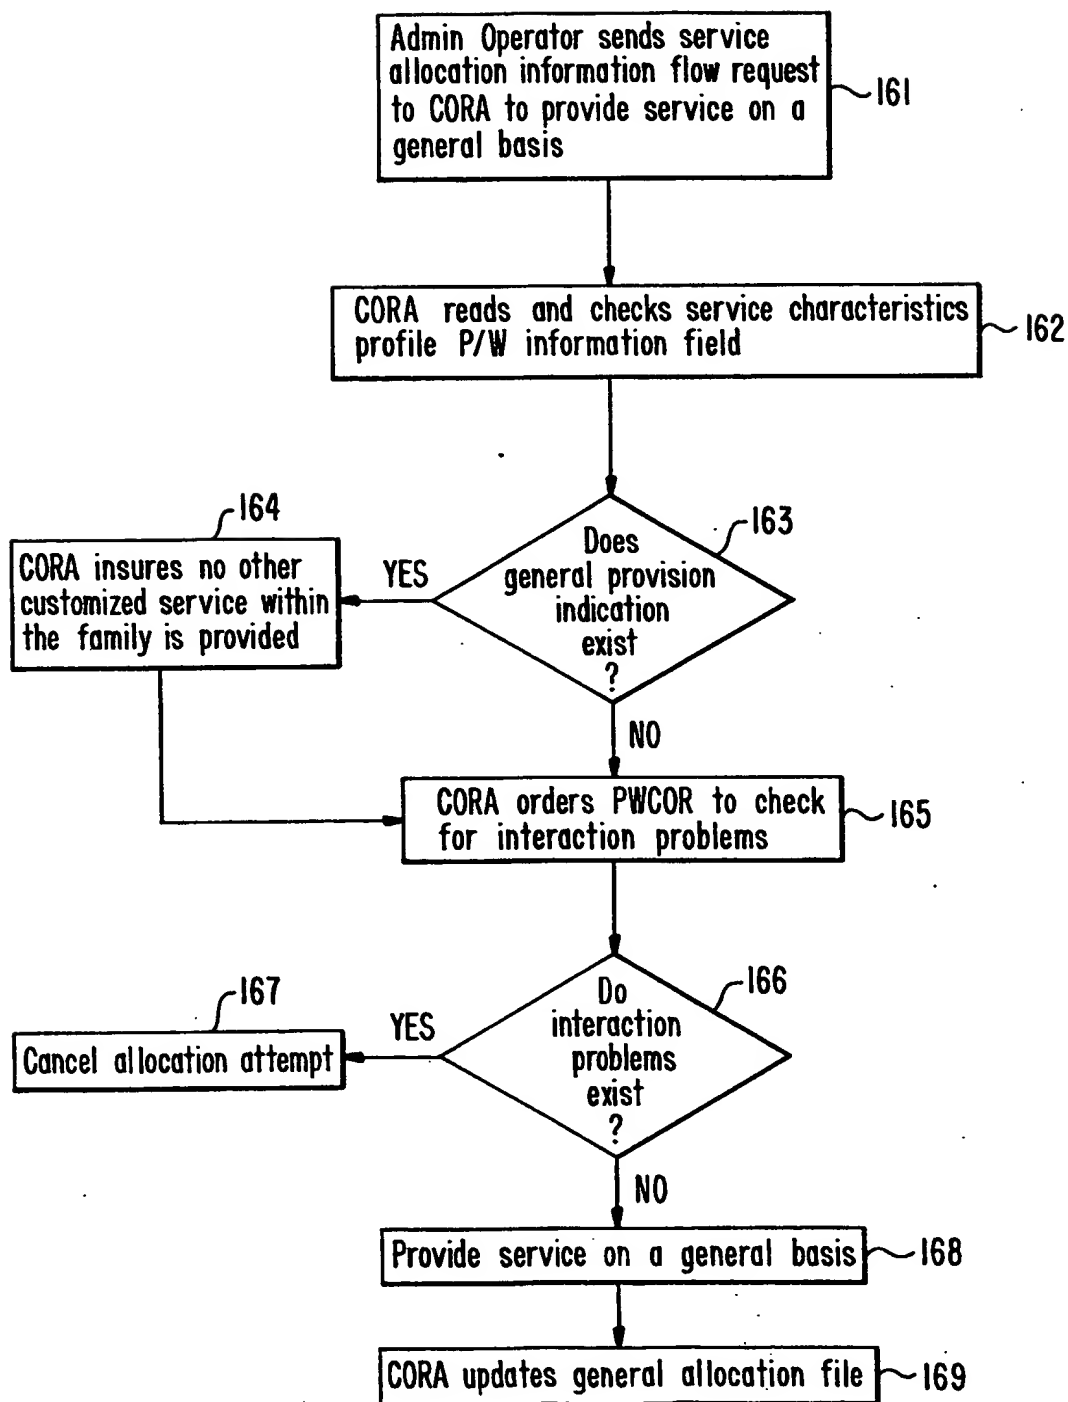 Admin Operator sends service
allocation information flow request
to CORA to provide service on a
general basis
161
CORA reads and checks service characteristics
profile P/W information field
162
163
Does
general provision
indication
exist
?
YES
164
CORA insures no other
customized service within
the family is provided
NO
CORA orders PWCOR to check
for interaction problems
165
166
Do
interaction
problems
exist
?
YES
167
Cancel allocation attempt
NO
Provide service on a general basis
168
CORA updates general allocation file
169